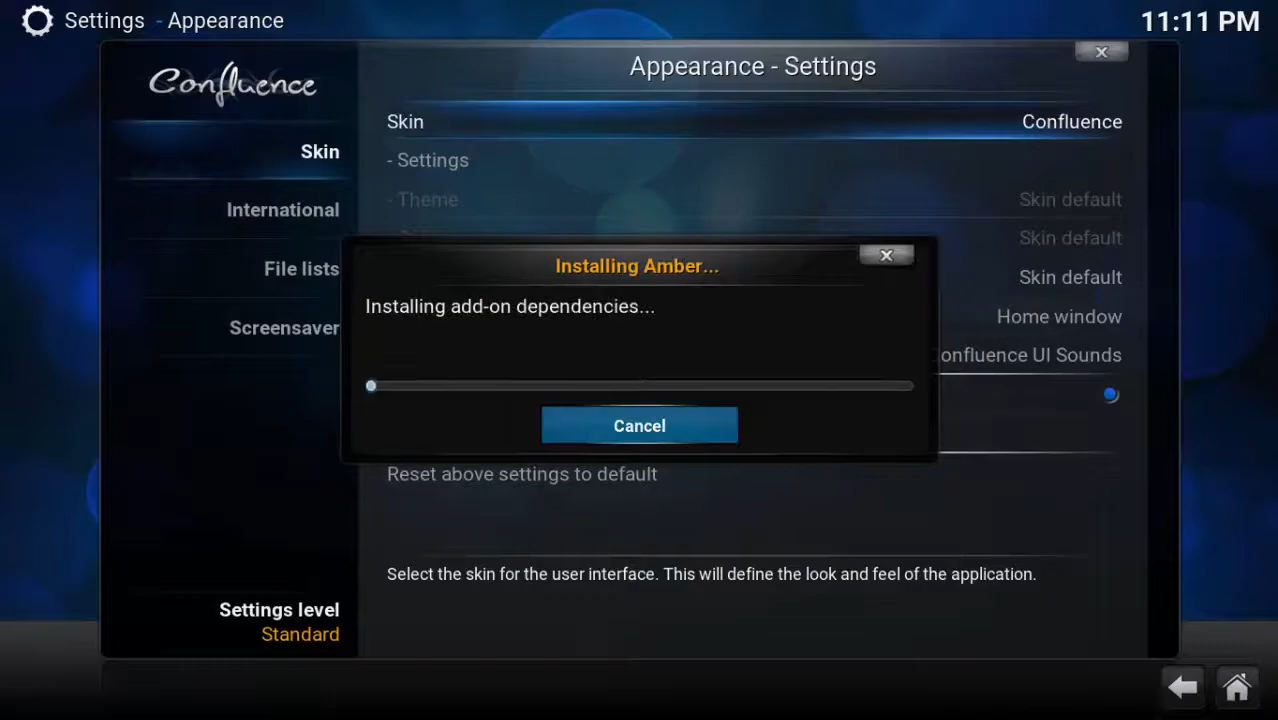 Settings - Appearance
11:11 PM
Confluence
Skin
International
File lists
Screensaver
Settings level
Standard
Appearance - Settings
Skin Confluence
- Settings
- Theme Skin default
Skin default
Skin default
Home window
onfluence UI Sounds
Installing Amber...
Installing add-on dependencies...
Cancel
Reset above settings to default
Select the skin for the user interface. This will define the look and feel of the application.